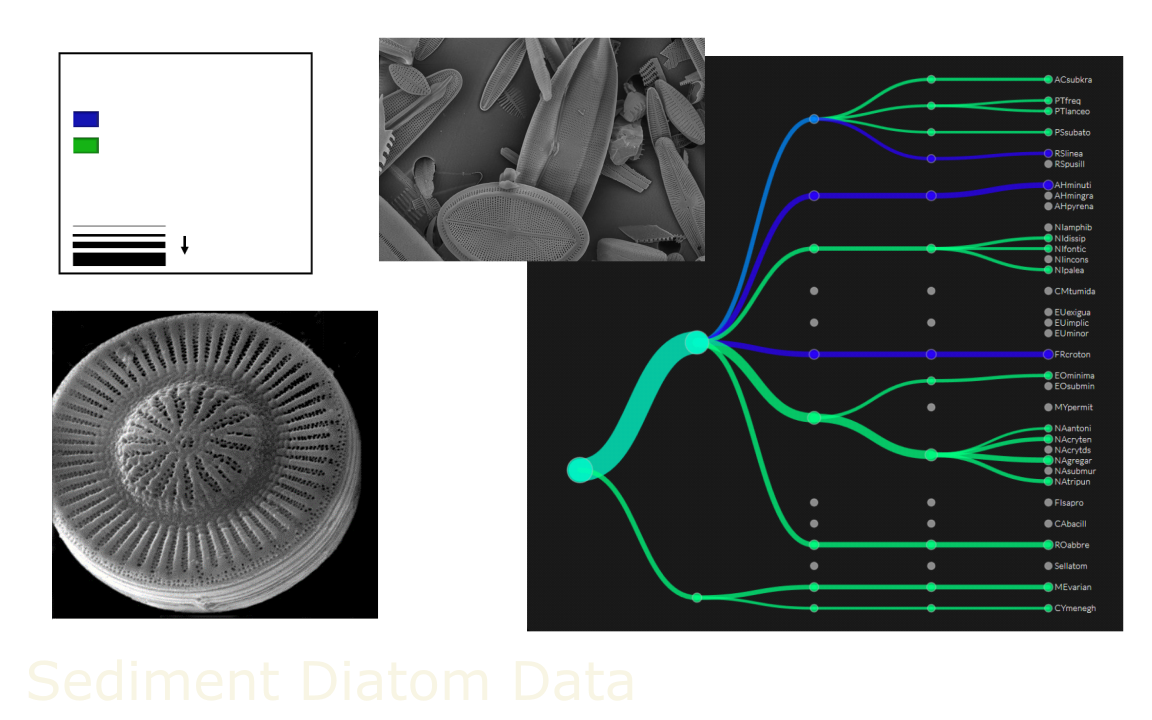 ACsubkra
PTfreq
PTlanceo
PSsubato
RSlinea
RSpusill
AHminuti
AHmingra
AHpyrena
NIamphib
NIdissip
NIfontic
NIincons
NIpalea
CMtumida
EUexigua
EUimplic
EUminor
FRcroton
EOminima
EOsubmin
MYpermit
NAantoni
NAcryten
NAcrytds
NAgregar
NAsubmur
NAtripun
FIsapro
CAbacill
ROabbre
Sellatom
MEvarian
CYmenegh
Sediment Diatom Data